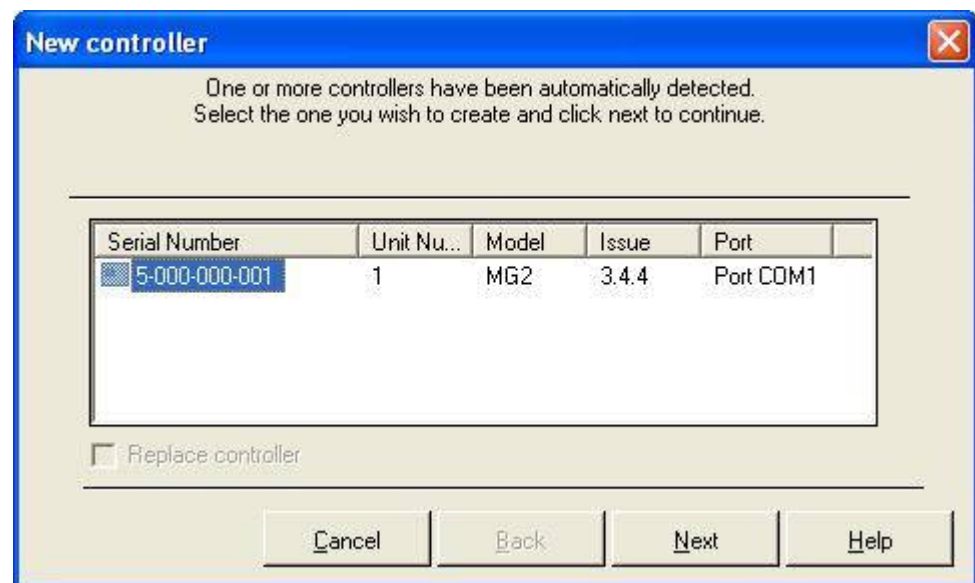 New controller
One or more controllers have been automatically detected.
Select the one you wish to create and click next to continue.
Serial Number Unit Nu... Model Issue Port
5-000-000-001 1 MG2 3.4.4 Port COM1
Replace controller
Cancel Back Next Help